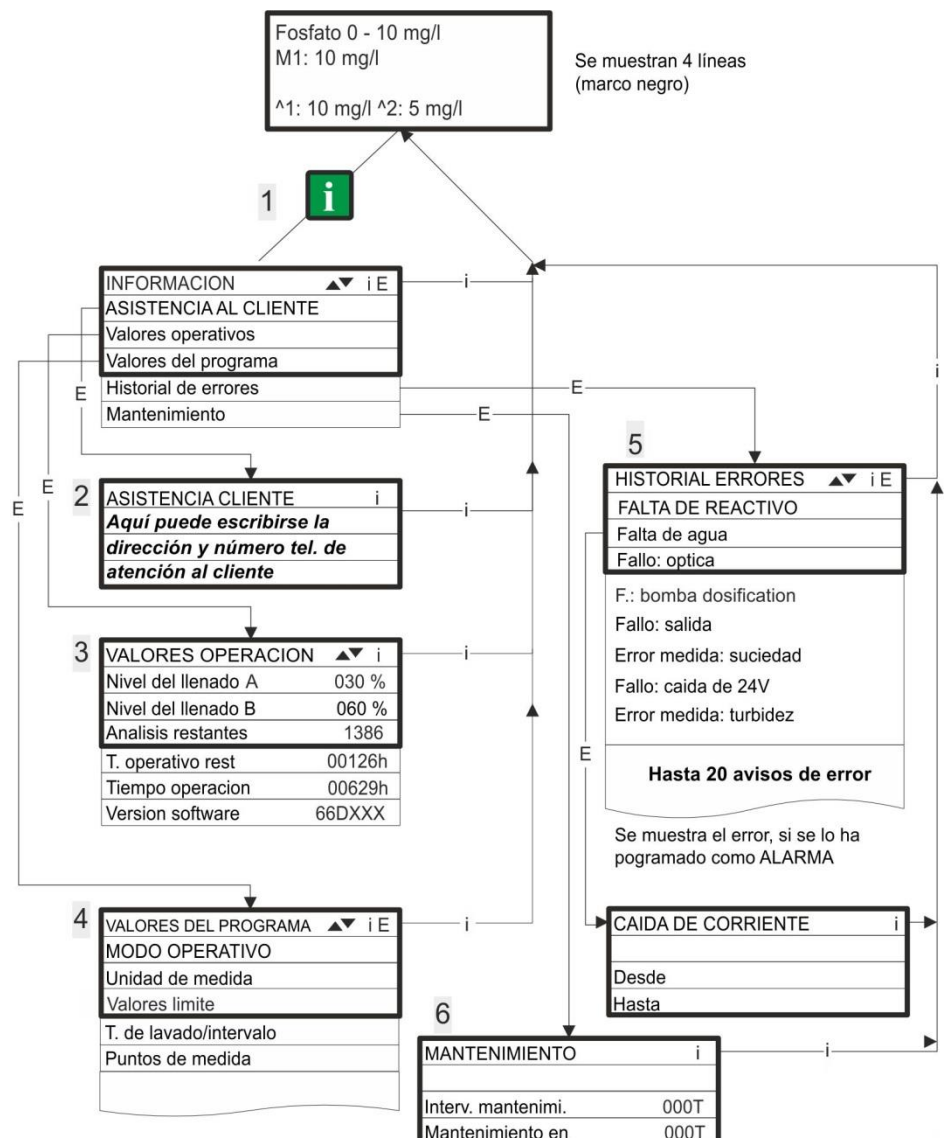 Fosfato 0 - 10 mg/l
M1: 10 mg/l
^1: 10 mg/l ^2: 5 mg/l
Se muestran 4 líneas
(marco negro)
1
i
INFORMACION ▲▼ i E
ASISTENCIA AL CLIENTE
Valores operativos
Valores del programa
Historial de errores
Mantenimiento
i
E
E
E
E
E
i
2
ASISTENCIA CLIENTE i
Aquí puede escribirse la
dirección y número tel. de
atención al cliente
i
3
VALORES OPERACION ▲▼ i
Nivel del llenado A 030 %
Nivel del llenado B 060 %
Analisis restantes 1386
T. operativo rest 00126h
Tiempo operacion 00629h
Version software 66DXXX
i
4
VALORES DEL PROGRAMA ▲▼ i E
MODO OPERATIVO
Unidad de medida
Valores limite
T. de lavado/intervalo
Puntos de medida
i
5
HISTORIAL ERRORES ▲▼ i E
FALTA DE REACTIVO
Falta de agua
Fallo: optica
F.: bomba dosification
Fallo: salida
Error medida: suciedad
Fallo: caida de 24V
Error medida: turbidez
Hasta 20 avisos de error
E
Se muestra el error, si se lo ha
pogramado como ALARMA
CAIDA DE CORRIENTE i
Desde
Hasta
6
MANTENIMIENTO i
Interv. mantenimi. 000T
Mantenimiento en 000T
i